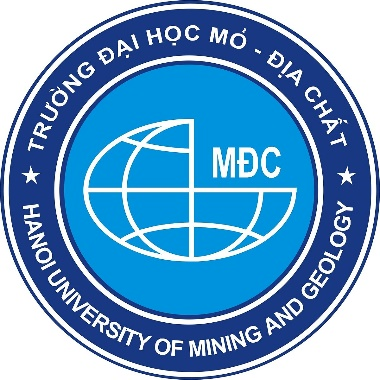 TRƯỜNG ĐẠI HỌC MỎ - ĐỊA CHẤT
MĐC
HANOI UNIVERSITY OF MINING AND GEOLOGY